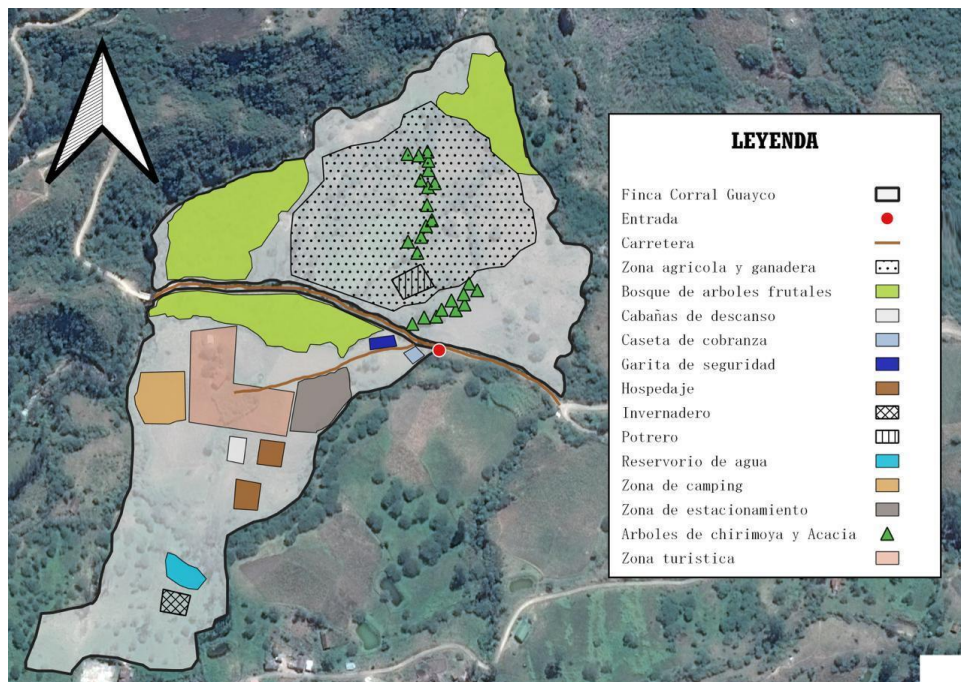 LEYENDA
Finca Corral Guayco
Entrada
Carretera
Zona agricola y ganadera
Bosque de arboles frutales
Cabañas de descanso
Caseta de cobranza
Garita de seguridad
Hospedaje
Invernadero
Potrero
Reservorio de agua
Zona de camping
Zona de estacionamiento
Arboles de chirimoya y Acacia
Zona turistica